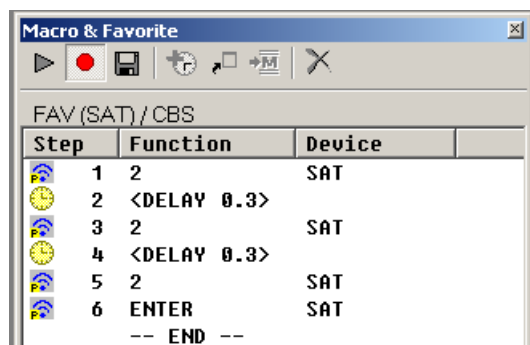 Macro & Favorite
FAV (SAT) / CBS
Step Function Device
1 2 SAT
2 <DELAY 0.3>
3 2 SAT
4 <DELAY 0.3>
5 2 SAT
6 ENTER SAT
-- END --